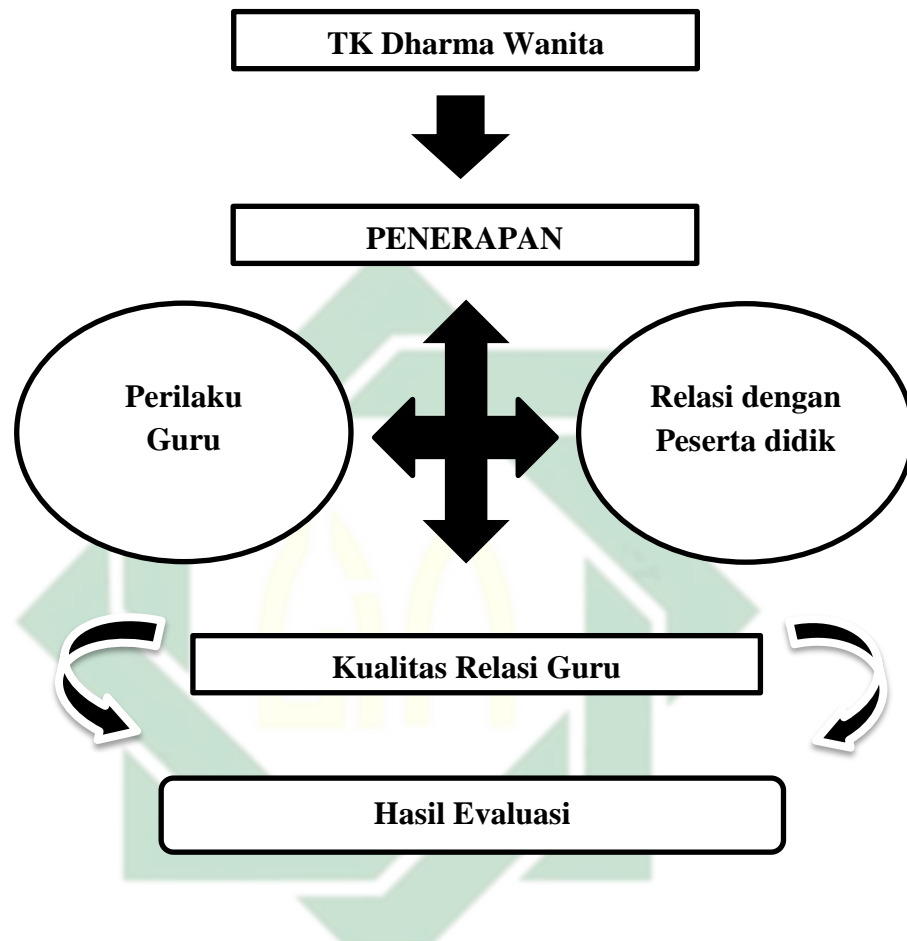 TK Dharma Wanita
PENERAPAN
Perilaku
Guru
Relasi dengan
Peserta didik
Kualitas Relasi Guru
Hasil Evaluasi